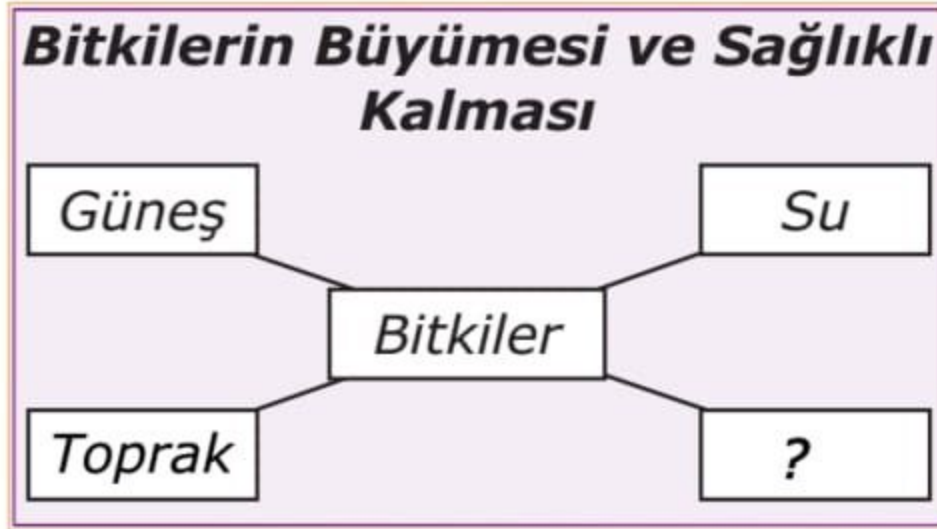 Bitkilerin Büyümesi ve Sağlıklı
Kalması
Güneş
Su
Bitkiler
Toprak
?